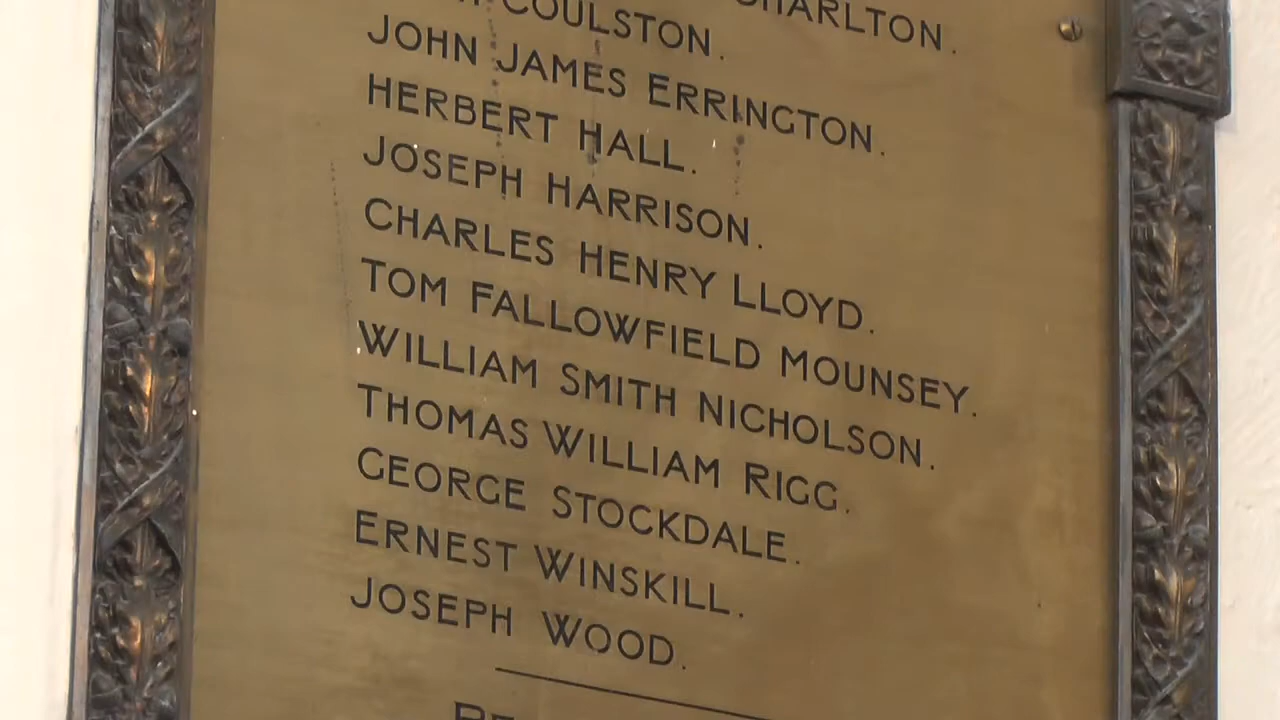 CHARLTON.
COULSTON.
JOHN JAMES ERRINGTON.
HERBERT HALL.
JOSEPH HARRISON.
CHARLES HENRY LLOYD.
TOM FALLOWFIELD MOUNSEY.
WILLIAM SMITH NICHOLSON.
THOMAS WILLIAM RIGG.
GEORGE STOCKDALE.
ERNEST WINSKILL.
JOSEPH WOOD.